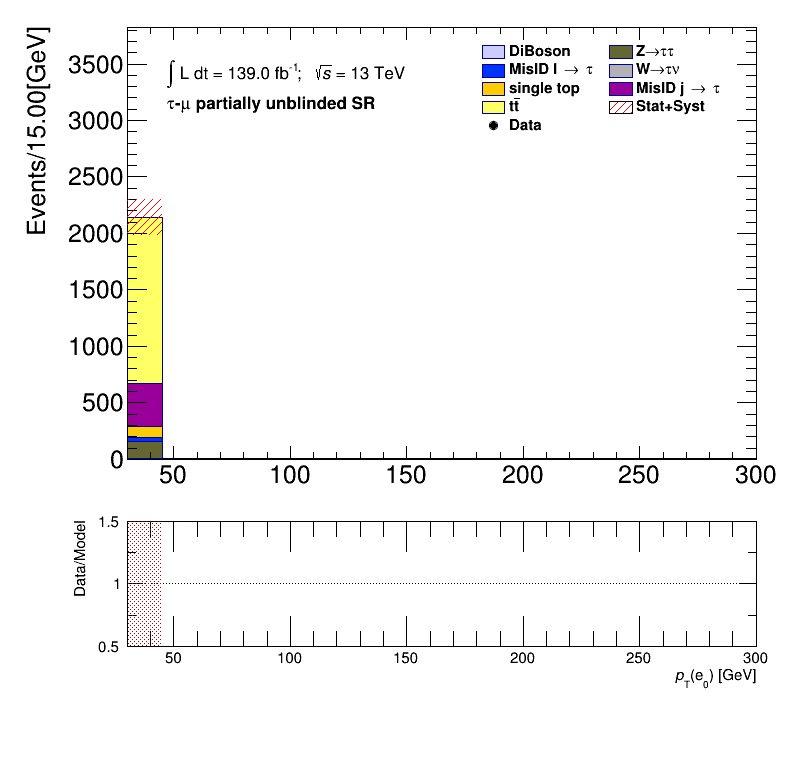 Events/15.00[GeV]
3500
3000
2500
2000
1500
1000
500
0
∫ L dt = 139.0 fb⁻¹; √s = 13 TeV
τ-μ partially unblinded SR
DiBoson
Z→ττ
MisID l → τ
W→τν
single top
MisID j → τ
tt̄
Stat+Syst
Data
50 100 150 200 250 300
Data/Model
1.5
1
0.5
50 100 150 200 250 300
p_T(e_0) [GeV]